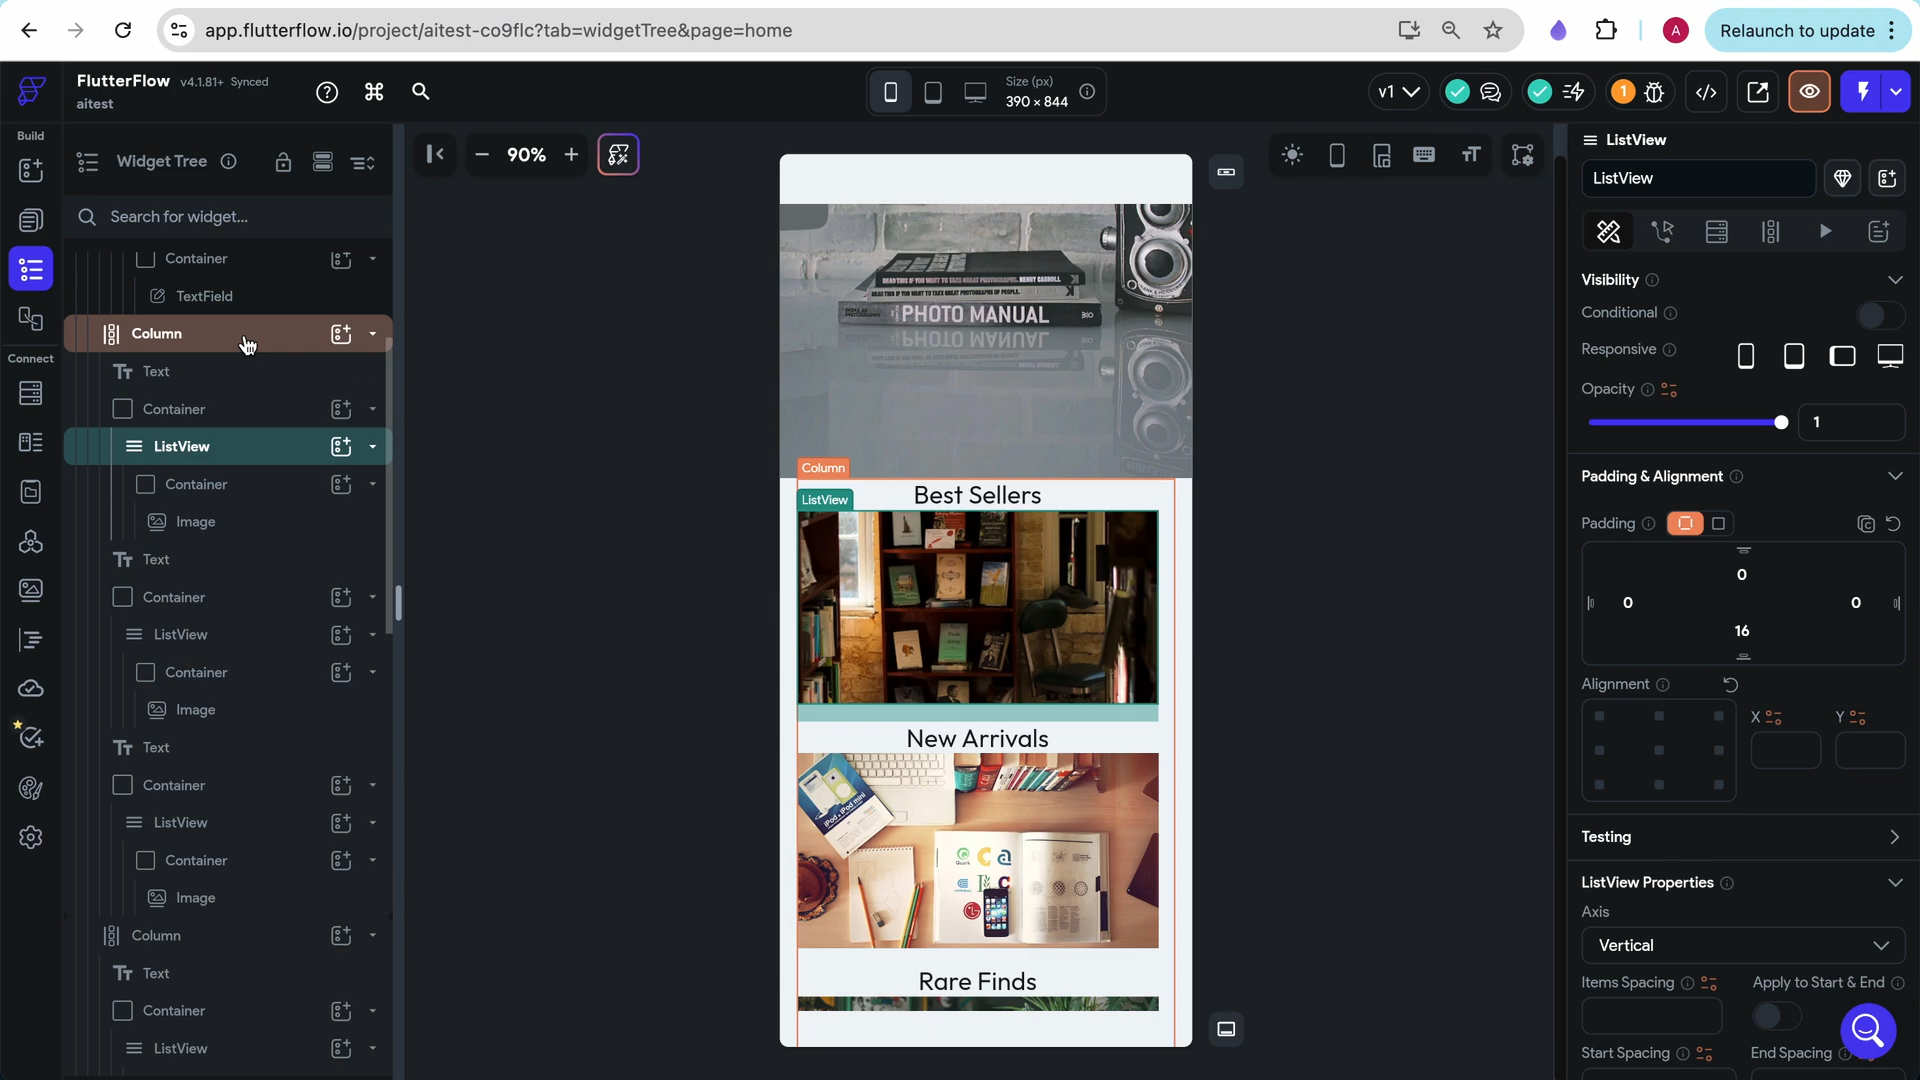 app.flutterflow.io/project/aitest-co9flc?tab=widgetTree&page=home
A
Relaunch to update
FlutterFlow v4.1.81+ Synced
aitest
Size (px)
390 × 844
v1
1
Build
Connect
Widget Tree
Search for widget...
Container
TextField
Column
Text
Container
ListView
Container
Image
Text
Container
ListView
Container
Image
Text
Container
ListView
Container
Image
Column
Text
Container
ListView
90%
PHOTO MANUAL
Column
Best Sellers
ListView
New Arrivals
Rare Finds
ListView
ListView
Visibility
Conditional
Responsive
Opacity
1
Padding & Alignment
Padding
0
0
0
16
Alignment
X
Y
Testing
ListView Properties
Axis
Vertical
Items Spacing
Apply to Start & End
Start Spacing
End Spacing